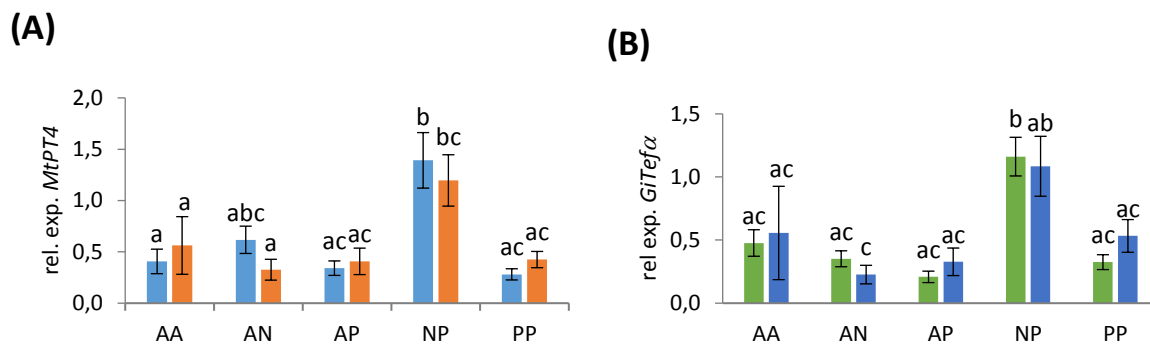 (A)
rel. exp. MtPT4
2,0
1,5
1,0
0,5
0,0
a
a
abc
a
ac
ac
b
bc
ac
ac
AA
AN
AP
NP
PP
(B)
rel exp. GiTefα
1,5
1,0
0,5
0,0
ac
ac
ac
c
ac
ac
b
ab
ac
ac
AA
AN
AP
NP
PP